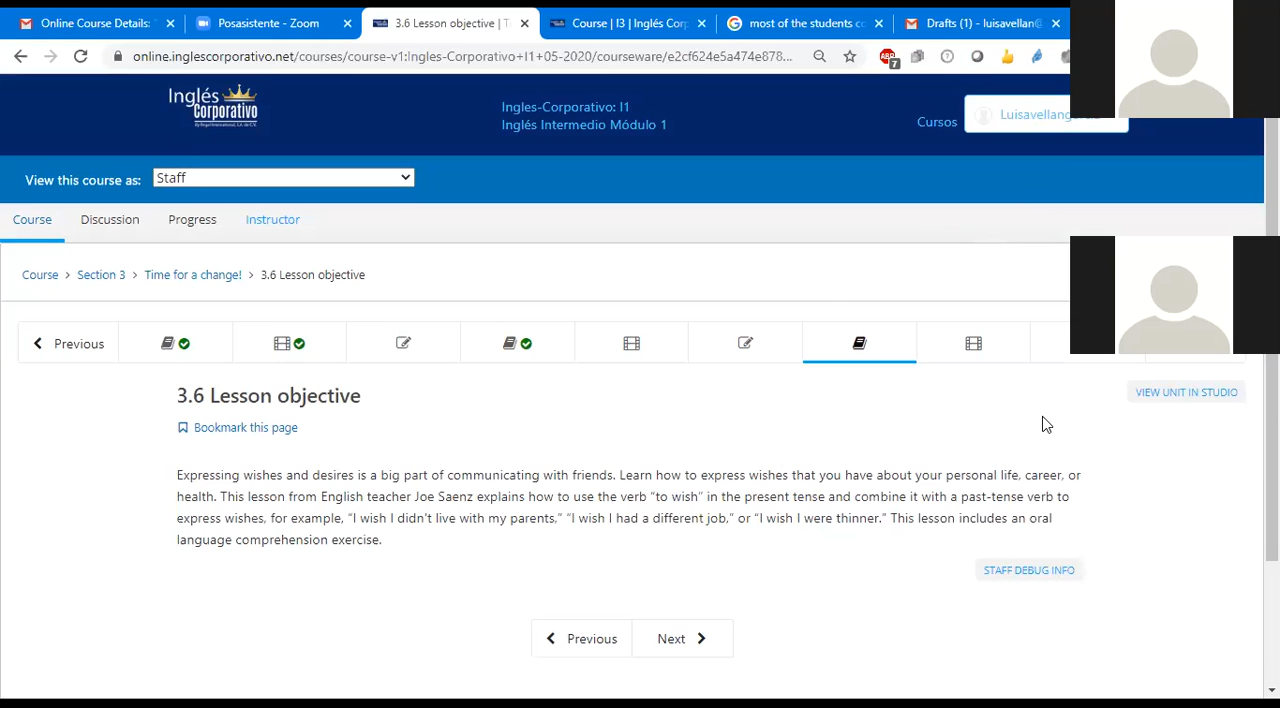 Online Course Details:
Posasistente - Zoom
3.6 Lesson objective | T
Course | I3 | Inglés Corp
most of the students co
Drafts (1) - luisavellan@
online.inglescorporativo.net/courses/course-v1:Ingles-Corporativo+I1+05-2020/courseware/e2cf624e5a474e878...
7
Inglés
Corporativo
Ingles-Corporativo: I1
Inglés Intermedio Módulo 1
Cursos
Luisavellang
View this course as:
Staff
Course
Discussion
Progress
Instructor
Course > Section 3 > Time for a change! > 3.6 Lesson objective
Previous
3.6 Lesson objective
VIEW UNIT IN STUDIO
Bookmark this page
Expressing wishes and desires is a big part of communicating with friends. Learn how to express wishes that you have about your personal life, career, or
health. This lesson from English teacher Joe Saenz explains how to use the verb “to wish” in the present tense and combine it with a past-tense verb to
express wishes, for example, “I wish I didn't live with my parents,” “I wish I had a different job,” or “I wish I were thinner.” This lesson includes an oral
language comprehension exercise.
STAFF DEBUG INFO
Previous
Next